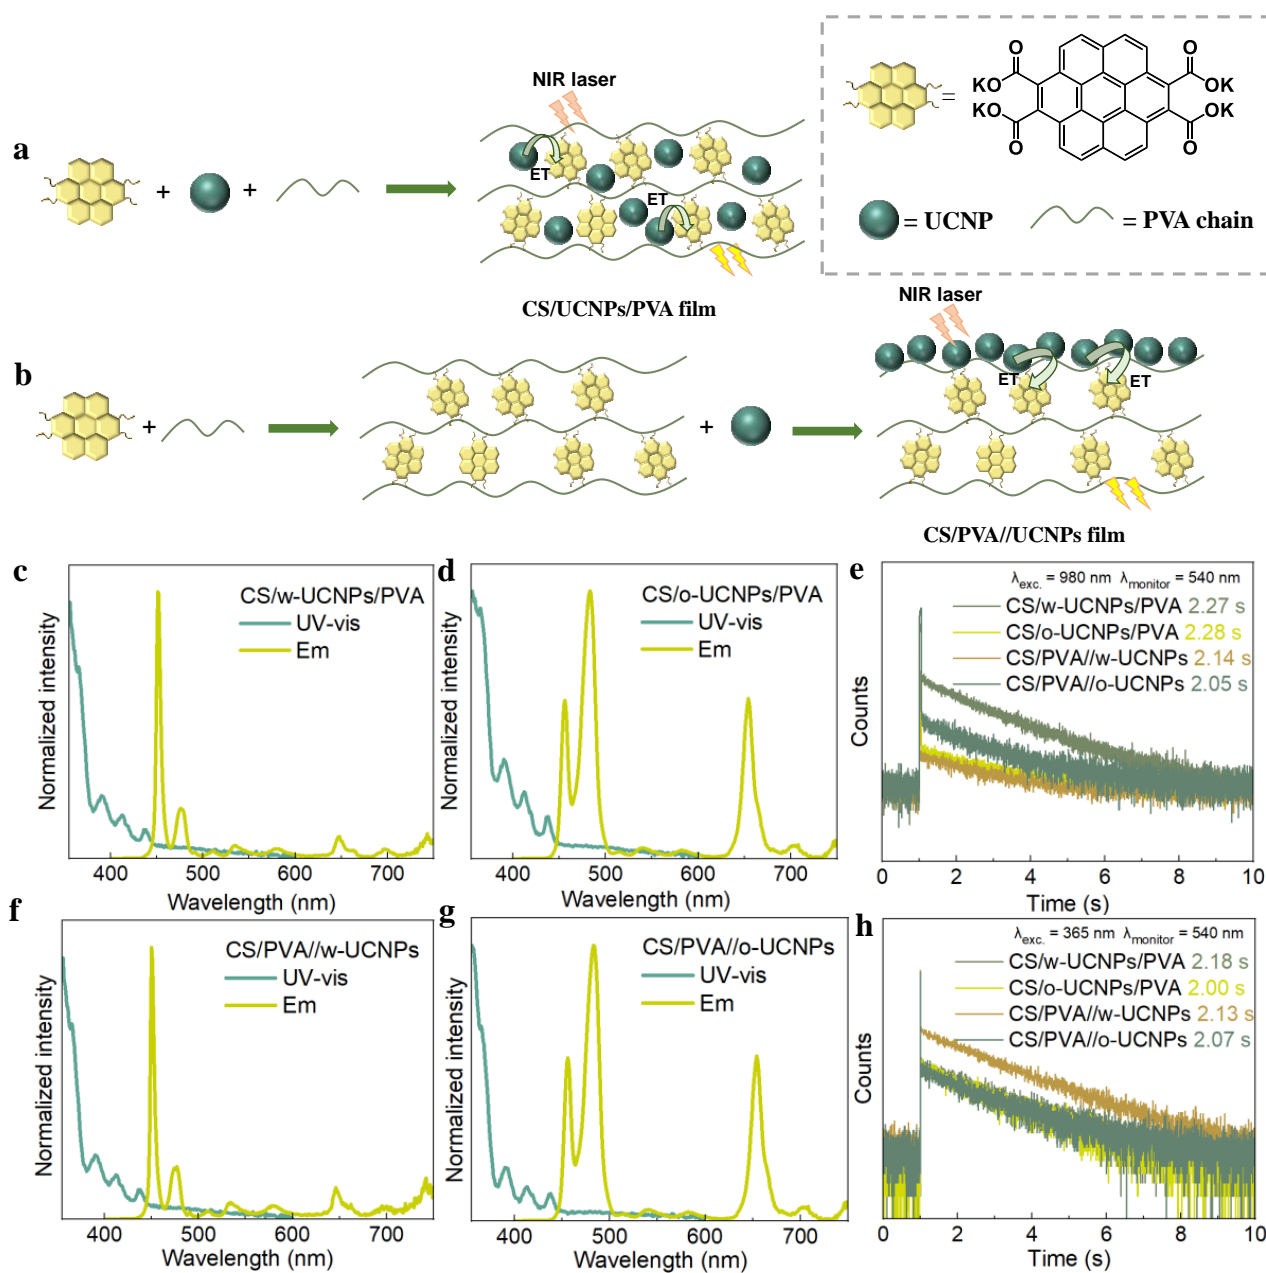 a
NIR laser
+
+
ET
ET
CS/UCNPs/PVA film
=
O
O
KO
OK
KO
OK
O
O
= UCNP
= PVA chain
b
+
+
NIR laser
ET
ET
CS/PVA//UCNPs film
c
CS/w-UCNPs/PVA
UV-vis
Em
Normalized intensity
400
500
600
700
Wavelength (nm)
d
CS/o-UCNPs/PVA
UV-vis
Em
Normalized intensity
400
500
600
700
Wavelength (nm)
e
λexc. = 980 nm λmonitor = 540 nm
CS/w-UCNPs/PVA 2.27 s
CS/o-UCNPs/PVA 2.28 s
CS/PVA//w-UCNPs 2.14 s
CS/PVA//o-UCNPs 2.05 s
Counts
0 2 4 6 8 10
Time (s)
f
CS/PVA//w-UCNPs
UV-vis
Em
Normalized intensity
400
500
600
700
Wavelength (nm)
g
CS/PVA//o-UCNPs
UV-vis
Em
Normalized intensity
400
500
600
700
Wavelength (nm)
h
λexc. = 365 nm λmonitor = 540 nm
CS/w-UCNPs/PVA 2.18 s
CS/o-UCNPs/PVA 2.00 s
CS/PVA//w-UCNPs 2.13 s
CS/PVA//o-UCNPs 2.07 s
Counts
0 2 4 6 8 10
Time (s)